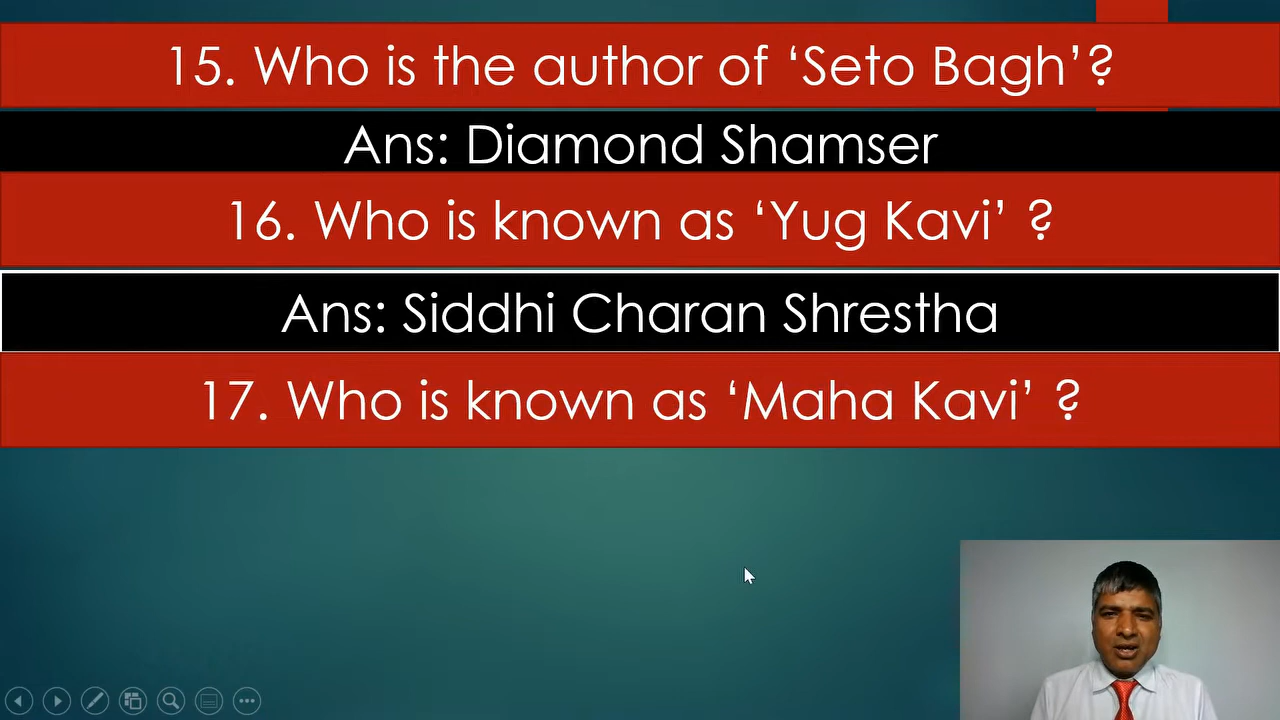 15. Who is the author of ‘Seto Bagh’?
Ans: Diamond Shamser
16. Who is known as ‘Yug Kavi’ ?
Ans: Siddhi Charan Shrestha
17. Who is known as ‘Maha Kavi’ ?